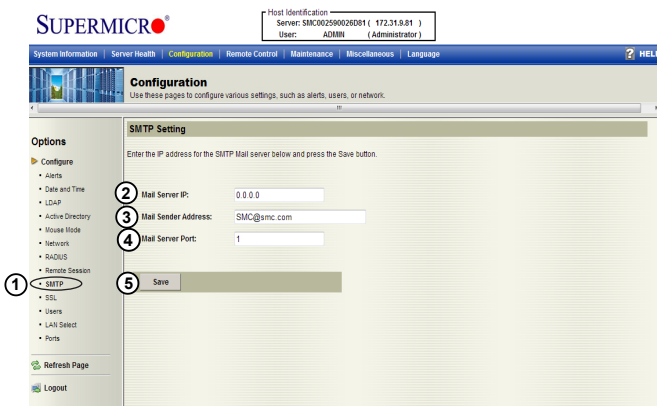 SUPERMICRO®
Host Identification
Server: SMC002590026D81 ( 172.31.9.81 )
User: ADMIN ( Administrator )
System Information | Server Health | Configuration | Remote Control | Maintenance | Miscellaneous | Language
HELP
Configuration
Use these pages to configure various settings, such as alerts, users, or network.
Options
Configure
• Alerts
• Date and Time
• LDAP
• Active Directory
• Mouse Mode
• Network
• RADIUS
• Remote Session
1 • SMTP
• SSL
• Users
• LAN Select
• Ports
Refresh Page
Logout
SMTP Setting
Enter the IP address for the SMTP Mail server below and press the Save button.
2 Mail Server IP: 0.0.0.0
3 Mail Sender Address: SMC@smc.com
4 Mail Server Port: 1
5 Save